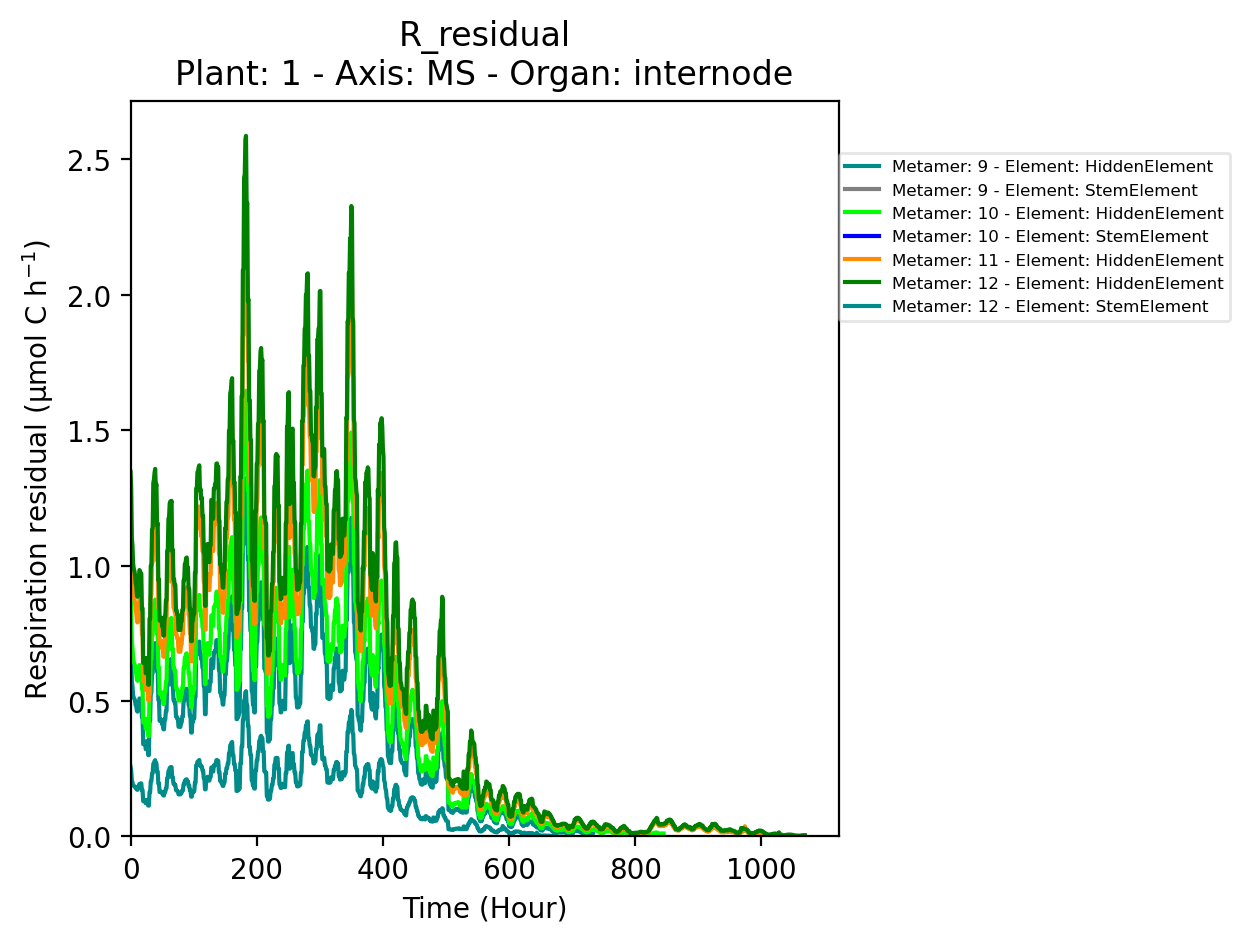 R_residual
Plant: 1 - Axis: MS - Organ: internode
Respiration residual (µmol C h⁻¹)
2.5
2.0
1.5
1.0
0.5
0.0
0 200 400 600 800 1000
Time (Hour)
Metamer: 9 - Element: HiddenElement
Metamer: 9 - Element: StemElement
Metamer: 10 - Element: HiddenElement
Metamer: 10 - Element: StemElement
Metamer: 11 - Element: HiddenElement
Metamer: 12 - Element: HiddenElement
Metamer: 12 - Element: StemElement